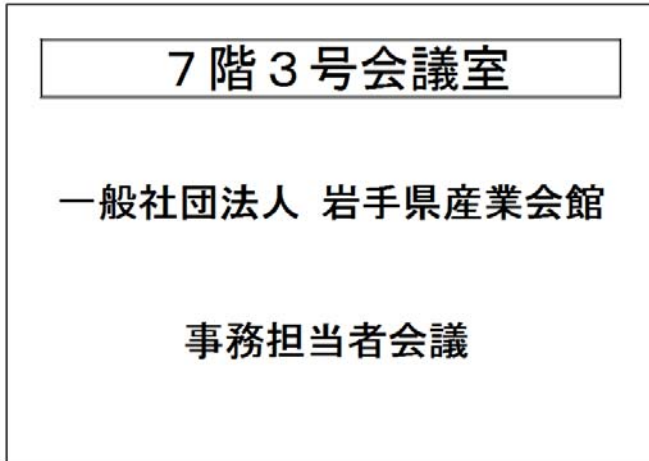 ７階３号会議室
一般社団法人 岩手県産業会館
事務担当者会議